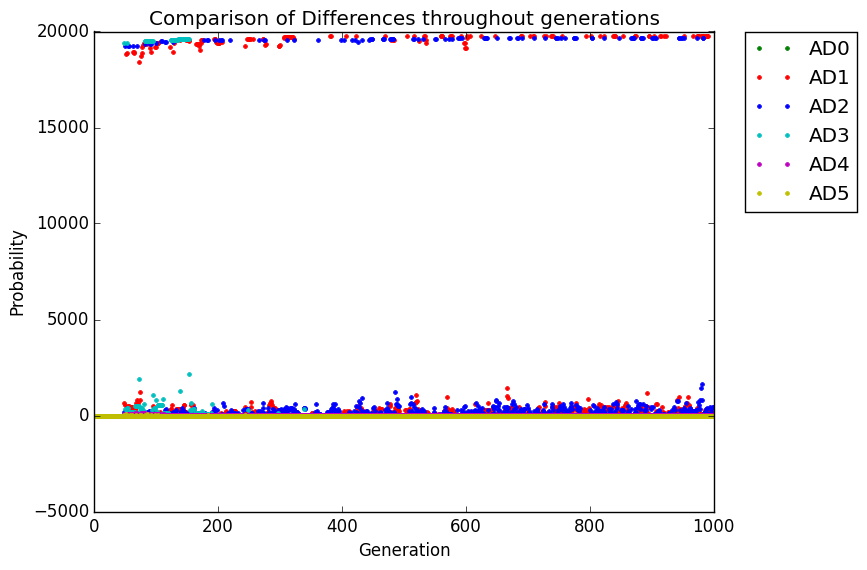 Comparison of Differences throughout generations
20000
15000
10000
5000
0
−5000
Probability
0 200 400 600 800 1000
Generation
AD0
AD1
AD2
AD3
AD4
AD5